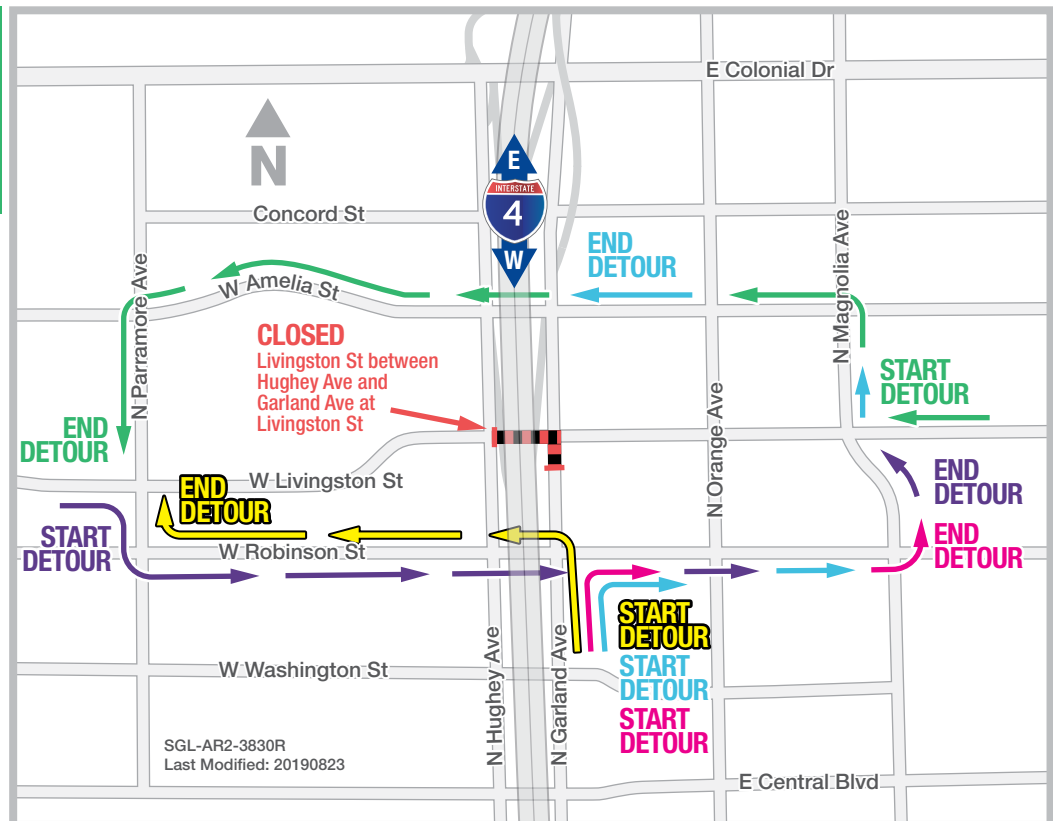 E Colonial Dr
N
E
INTERSTATE
4
W
Concord St
N Parramore Ave
W Amelia St
END
DETOUR
N Magnolia Ave
CLOSED
Livingston St between
Hughey Ave and
Garland Ave at
Livingston St
START
DETOUR
N Orange Ave
END
DETOUR
W Livingston St
END
DETOUR
END
DETOUR
START
DETOUR
W Robinson St
END
DETOUR
START
DETOUR
START
DETOUR
START
DETOUR
W Washington St
N Hughey Ave
N Garland Ave
SGL-AR2-3830R
Last Modified: 20190823
E Central Blvd